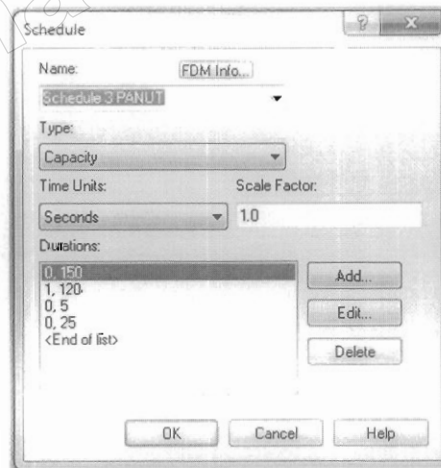 Schedule
Name:
FDM Info...
Schedule 3 PANUT
Type:
Capacity
Time Units:
Scale Factor:
Seconds
1.0
Durations:
0, 150
1, 120
0, 5
0, 25
<End of list>
Add...
Edit...
Delete
OK
Cancel
Help